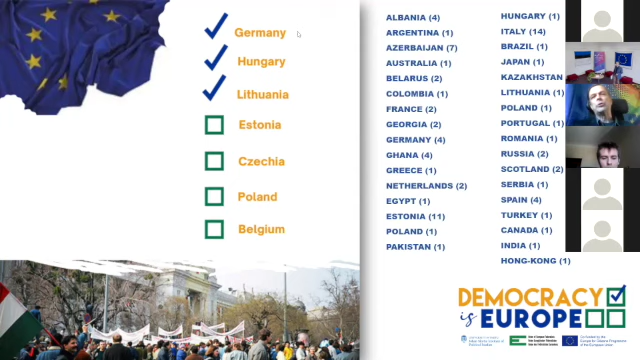 Germany
Hungary
Lithuania
Estonia
Czechia
Poland
Belgium
ALBANIA (4)
ARGENTINA (1)
AZERBAIJAN (7)
AUSTRALIA (1)
BELARUS (2)
COLOMBIA (1)
FRANCE (2)
GEORGIA (2)
GERMANY (4)
GHANA (4)
GREECE (1)
NETHERLANDS (2)
EGYPT (1)
ESTONIA (11)
POLAND (1)
PAKISTAN (1)
HUNGARY (1)
ITALY (14)
BRAZIL (1)
JAPAN (1)
KAZAKHSTAN
LITHUANIA (1)
POLAND (1)
PORTUGAL (1)
ROMANIA (1)
RUSSIA (2)
SCOTLAND (2)
SERBIA (1)
SPAIN (4)
TURKEY (1)
CANADA (1)
INDIA (1)
HONG-KONG (1)
DEMOCRACY
is EUROPE